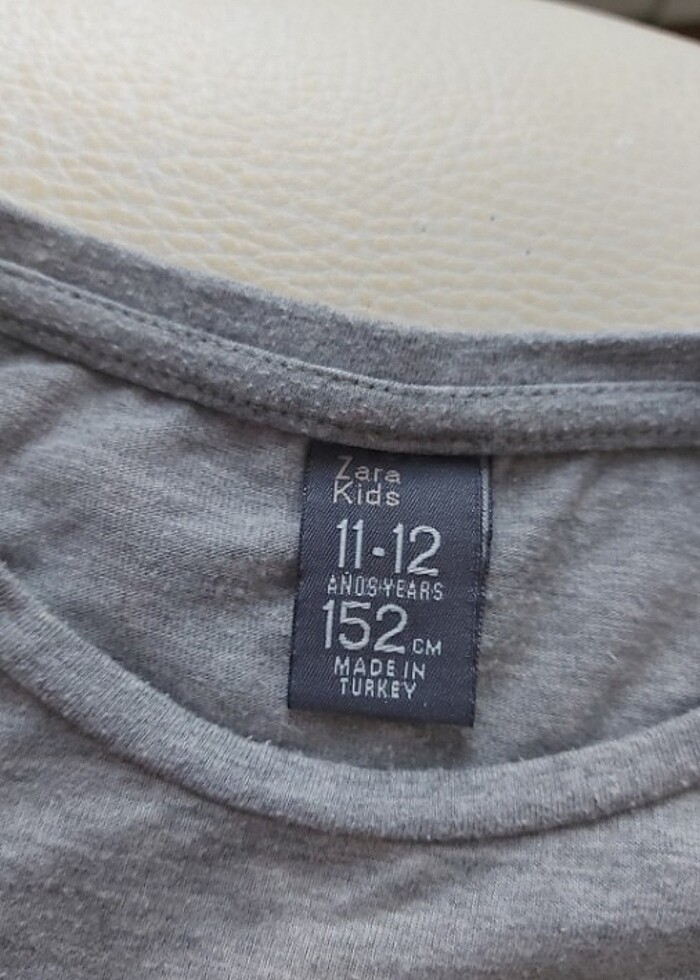 Zara
Kids
11-12
AÑOS·YEARS
152 CM
MADE IN
TURKEY